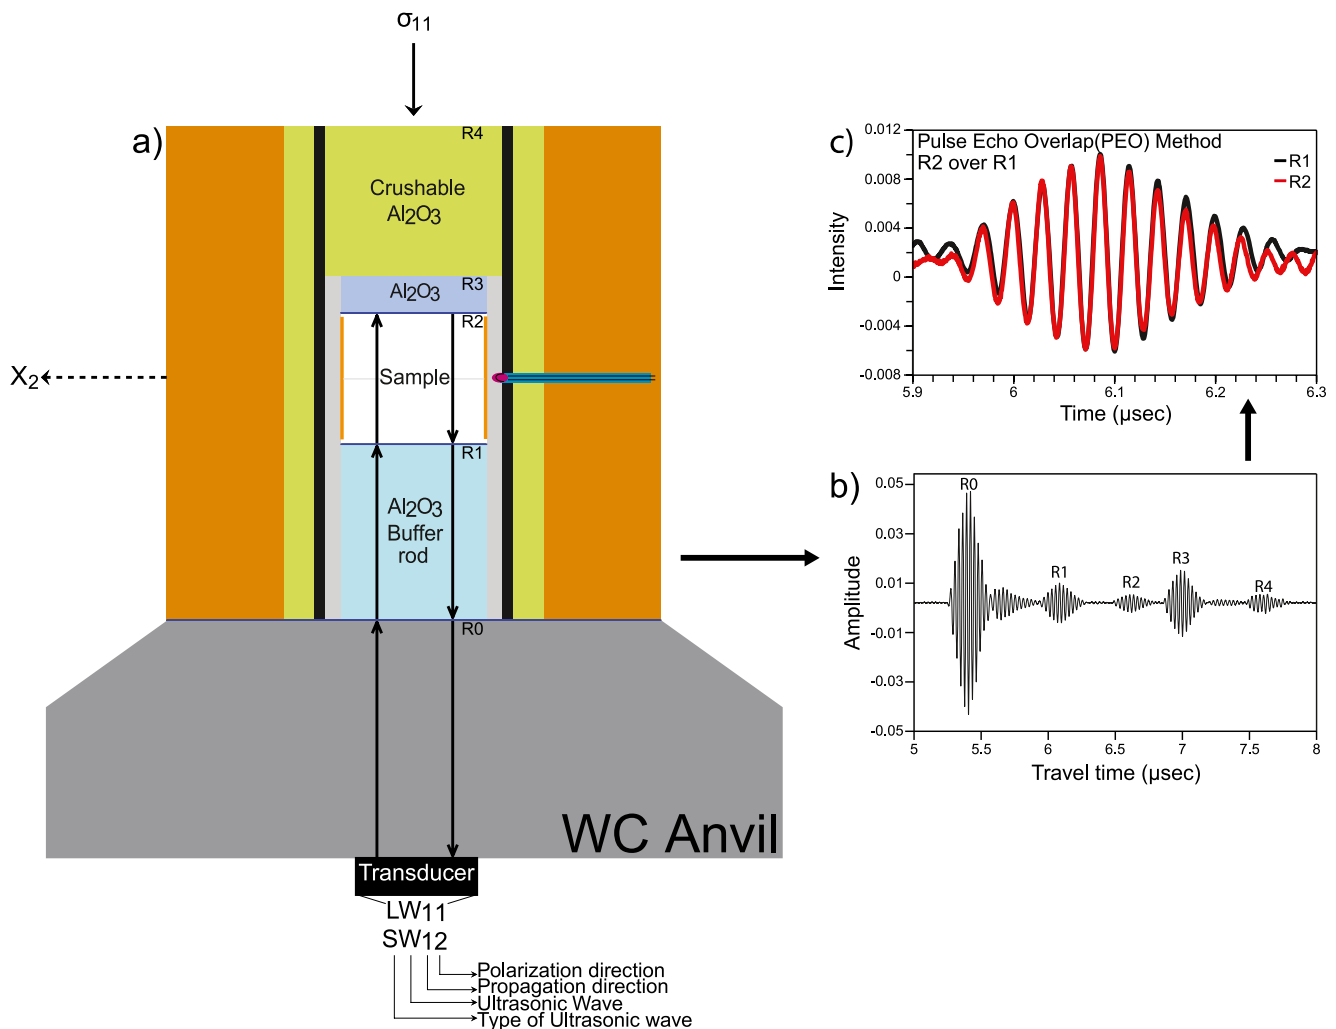 σ11
a)
R4
Crushable
Al2O3
R3
Al2O3
R2
X2
Sample
R1
Al2O3
Buffer
rod
R0
WC Anvil
Transducer
LW11
SW12
Polarization direction
Propagation direction
Ultrasonic Wave
Type of Ultrasonic wave
c)
Pulse Echo Overlap(PEO) Method
R2 over R1
R1
R2
Intensity
0.012
0.008
0.004
0
-0.004
-0.008
5.9
6
6.1
6.2
6.3
Time (μsec)
b)
Amplitude
0.05
0.03
0.01
-0.01
-0.03
-0.05
R0
R1
R2
R3
R4
5
5.5
6
6.5
7
7.5
8
Travel time (μsec)